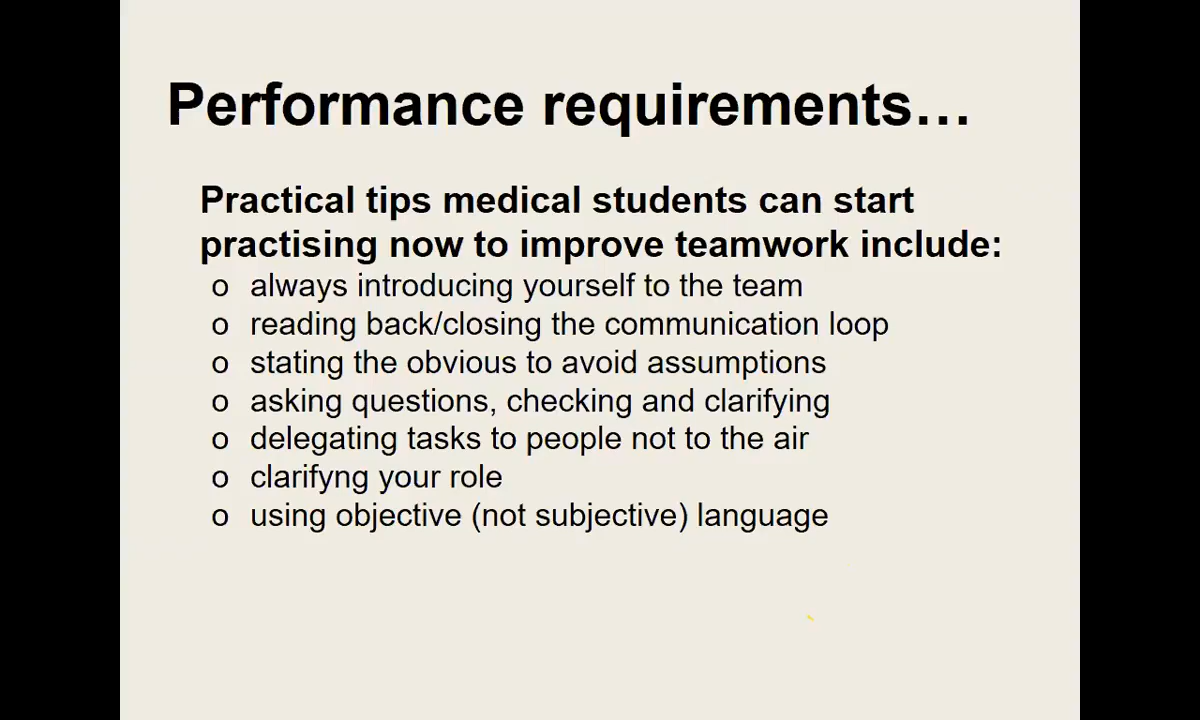 Performance requirements…
Practical tips medical students can start
practising now to improve teamwork include:
o always introducing yourself to the team
o reading back/closing the communication loop
o stating the obvious to avoid assumptions
o asking questions, checking and clarifying
o delegating tasks to people not to the air
o clarifyng your role
o using objective (not subjective) language